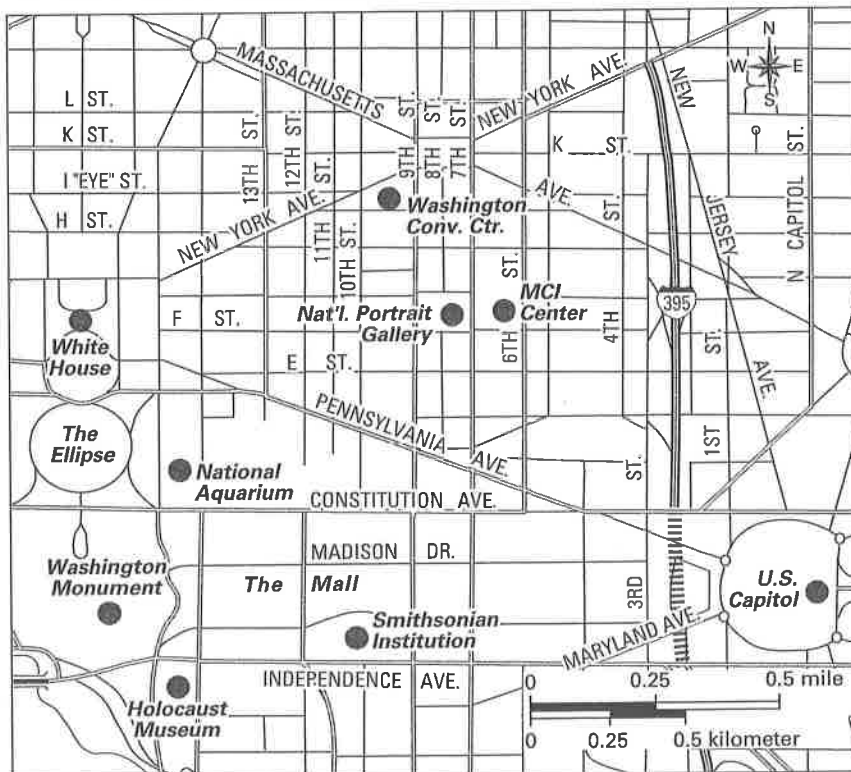 MASSACHUSETTS
NEW YORK AVE.
NEW
N
W E
S
L ST.
K ST.
I "EYE" ST.
H ST.
13TH ST.
12TH ST.
11TH ST.
10TH ST.
9TH ST.
8TH ST.
7TH ST.
K ST.
AVE.
NEW YORK AVE.
Washington
Conv. Ctr.
JERSEY
N CAPITOL ST.
White
House
F ST.
Nat'l. Portrait
Gallery
6TH ST.
MCI
Center
4TH ST.
395
E ST.
AVE.
1ST ST.
PENNSYLVANIA AVE.
The
Ellipse
National
Aquarium
CONSTITUTION AVE.
MADISON DR.
Washington
Monument
The Mall
Smithsonian
Institution
3RD ST.
MARYLAND AVE.
U.S.
Capitol
INDEPENDENCE AVE.
Holocaust
Museum
0 0.25 0.5 mile
0 0.25 0.5 kilometer